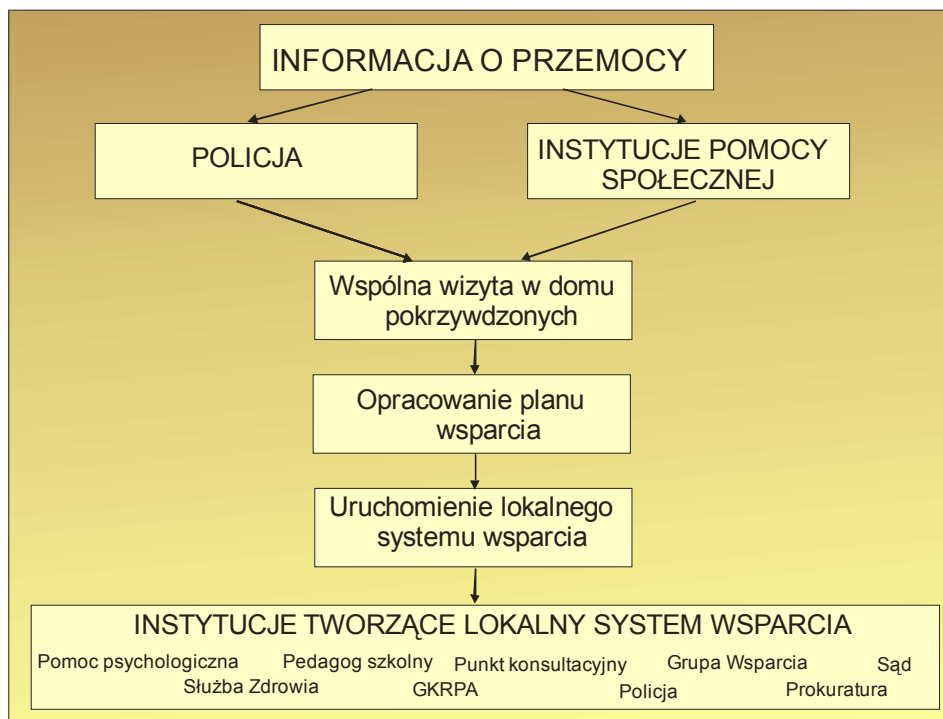 INFORMACJA O PRZEMOCY
POLICJA
INSTYTUCJE POMOCY
SPOŁECZNEJ
Wspólna wizyta w domu
pokrzywdzonych
Opracowanie planu
wsparcia
Uruchomienie lokalnego
systemu wsparcia
INSTYTUCJE TWORZĄCE LOKALNY SYSTEM WSPARCIA
Pomoc psychologiczna Pedagog szkolny Punkt konsultacyjny Grupa Wsparcia Sąd
Służba Zdrowia GKRPA Policja Prokuratura